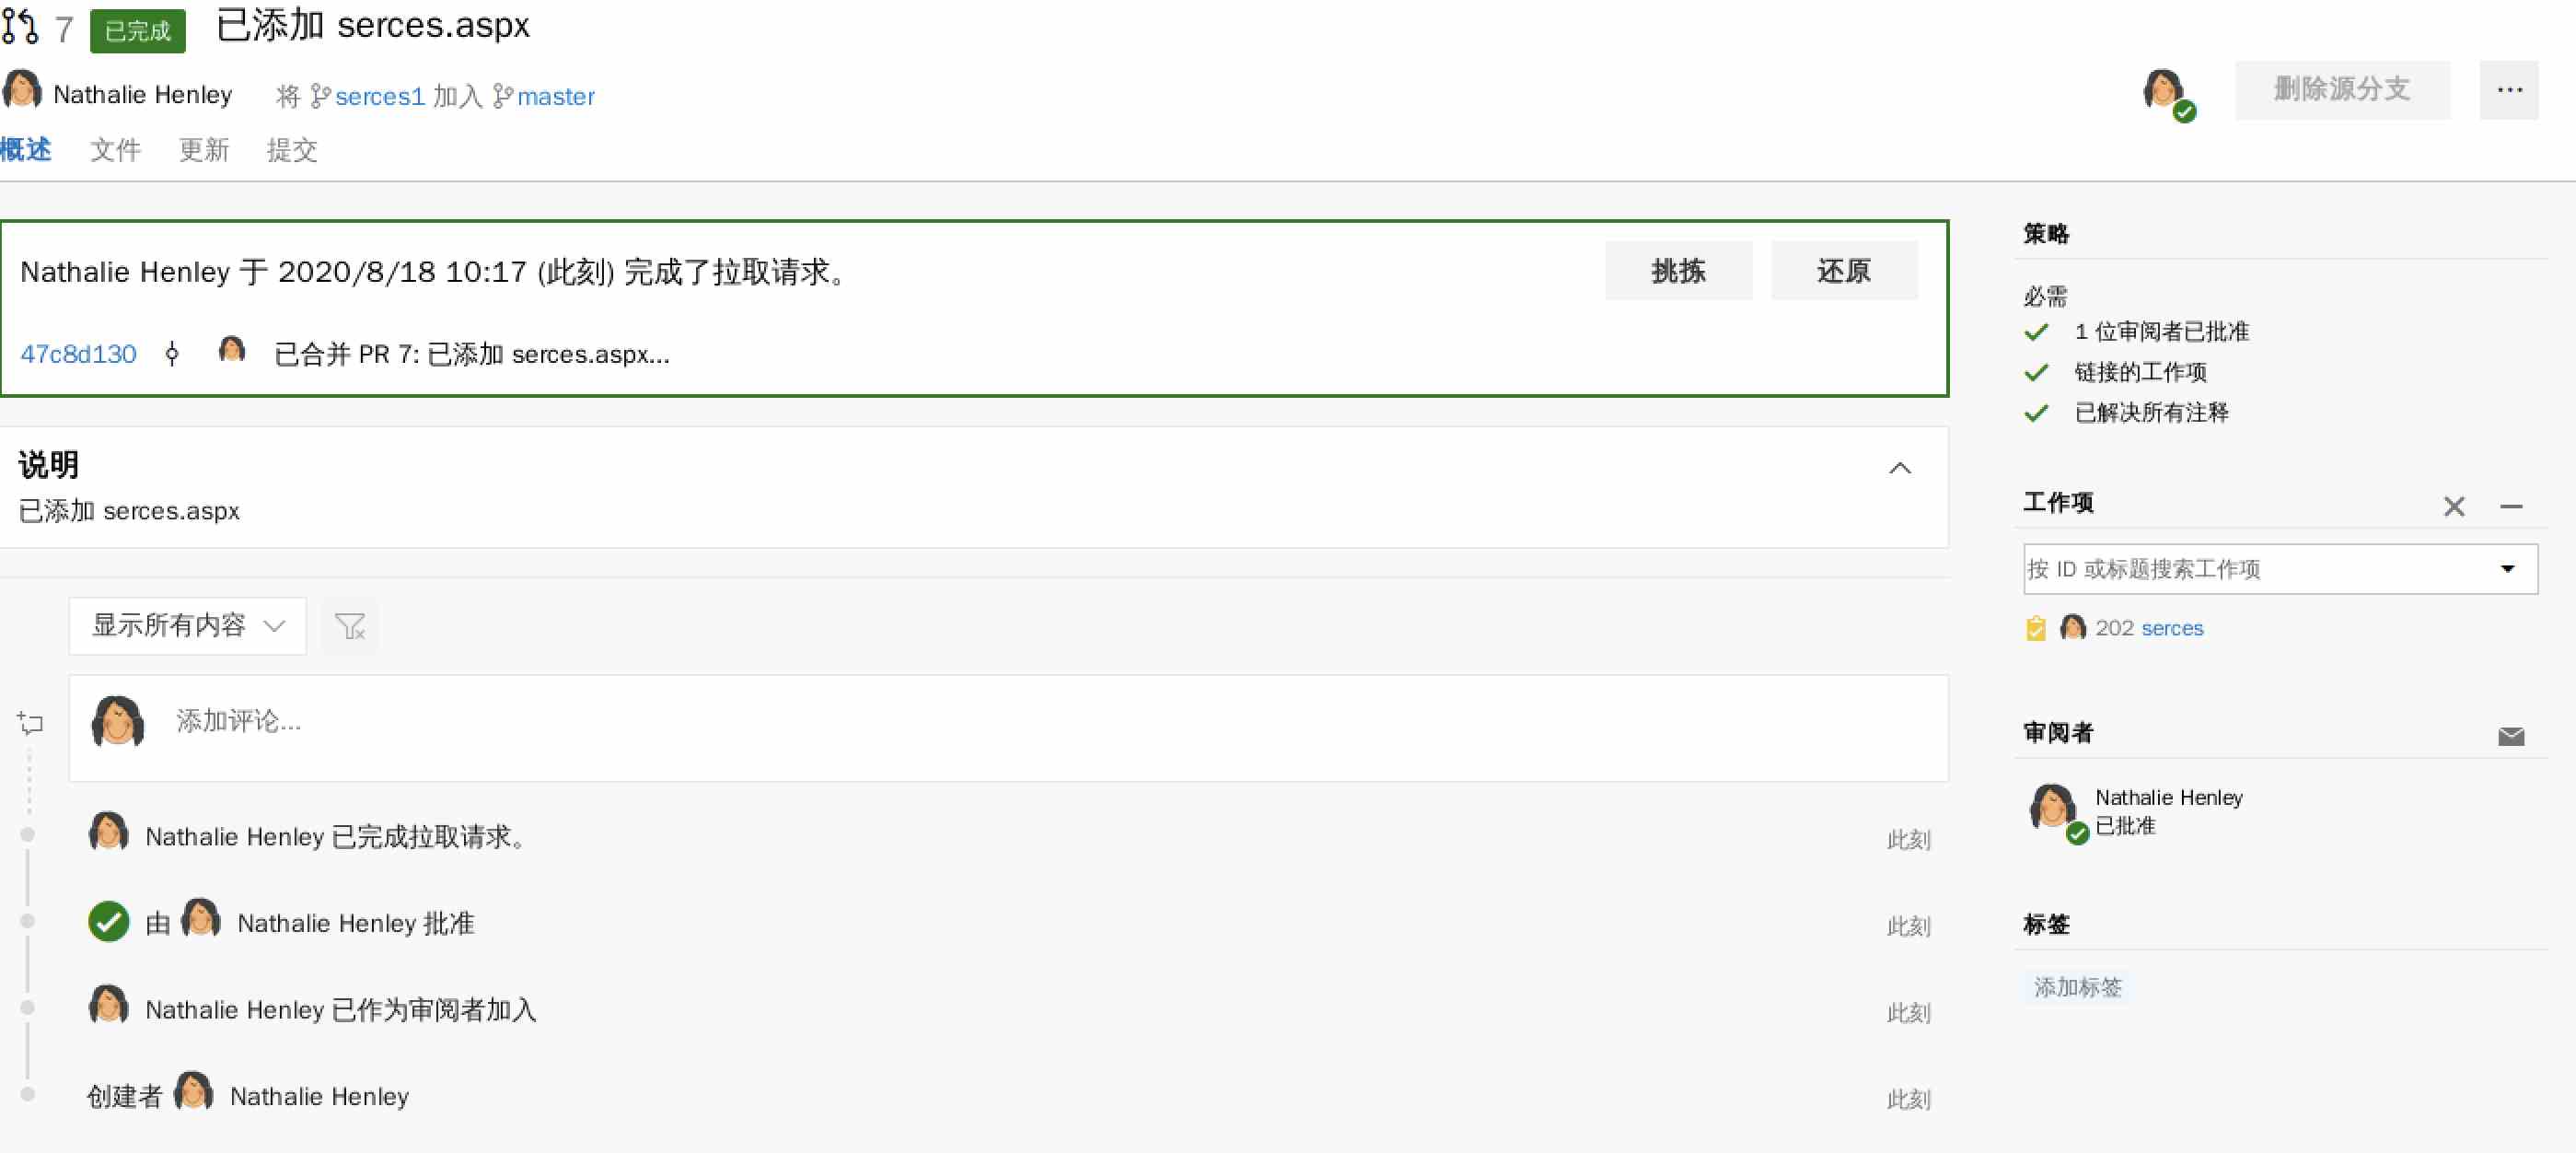 7 已完成 已添加 serces.aspx
Nathalie Henley 将 serces1 加入 master
删除源分支 ...
概述 文件 更新 提交
Nathalie Henley 于 2020/8/18 10:17 (此刻) 完成了拉取请求。
挑拣 还原
47c8d130 已合并 PR 7: 已添加 serces.aspx...
说明
已添加 serces.aspx
显示所有内容
添加评论...
Nathalie Henley 已完成拉取请求。 此刻
由 Nathalie Henley 批准 此刻
Nathalie Henley 已作为审阅者加入 此刻
创建者 Nathalie Henley 此刻
策略
必需
1 位审阅者已批准
链接的工作项
已解决所有注释
工作项
按 ID 或标题搜索工作项
202 serces
审阅者
Nathalie Henley
已批准
标签
添加标签